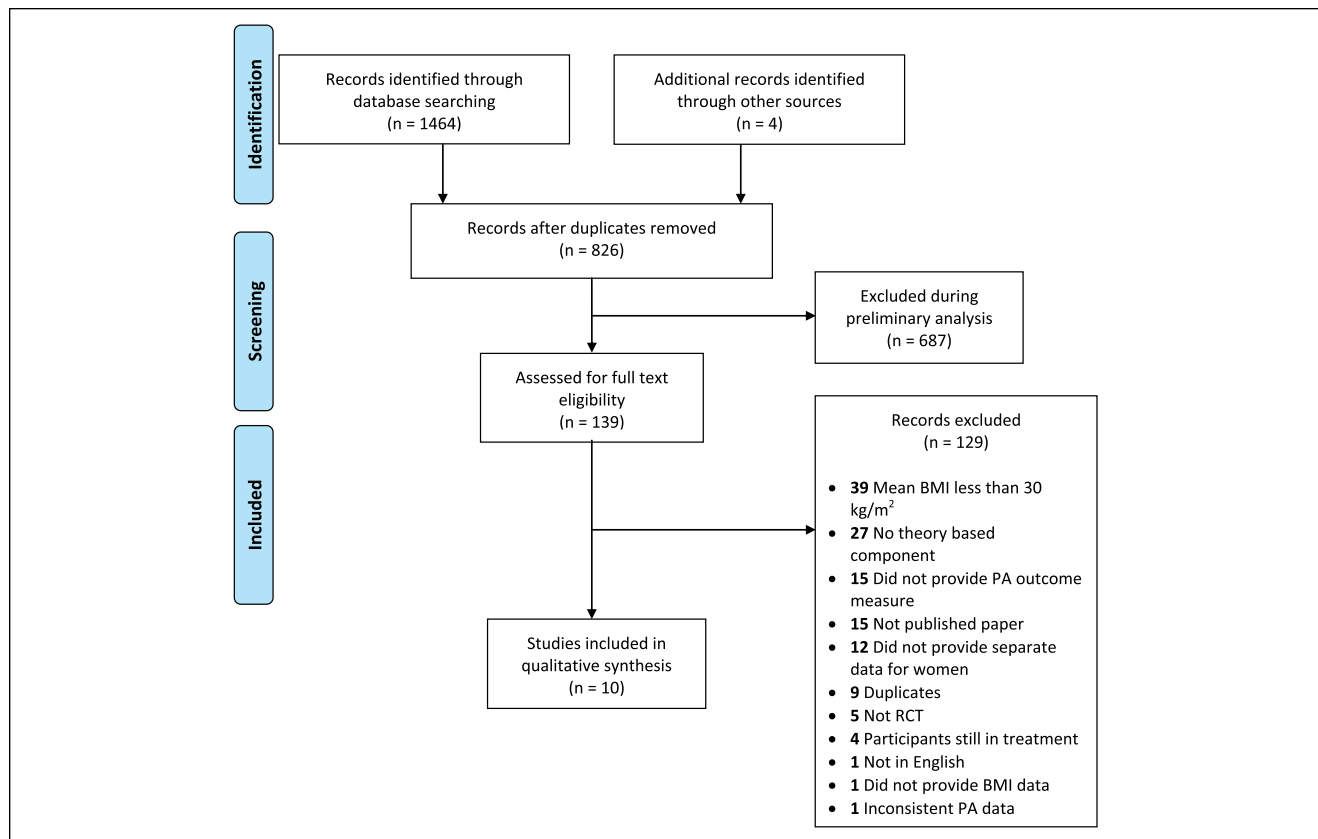 Identification
Records identified through
database searching
(n = 1464)
Additional records identified
through other sources
(n = 4)
Records after duplicates removed
(n = 826)
Screening
Excluded during
preliminary analysis
(n = 687)
Assessed for full text
eligibility
(n = 139)
Included
Records excluded
(n = 129)
• 39 Mean BMI less than 30
kg/m²
• 27 No theory based
component
• 15 Did not provide PA outcome
measure
• 15 Not published paper
• 12 Did not provide separate
data for women
• 9 Duplicates
• 5 Not RCT
• 4 Participants still in treatment
• 1 Not in English
• 1 Did not provide BMI data
• 1 Inconsistent PA data
Studies included in
qualitative synthesis
(n = 10)